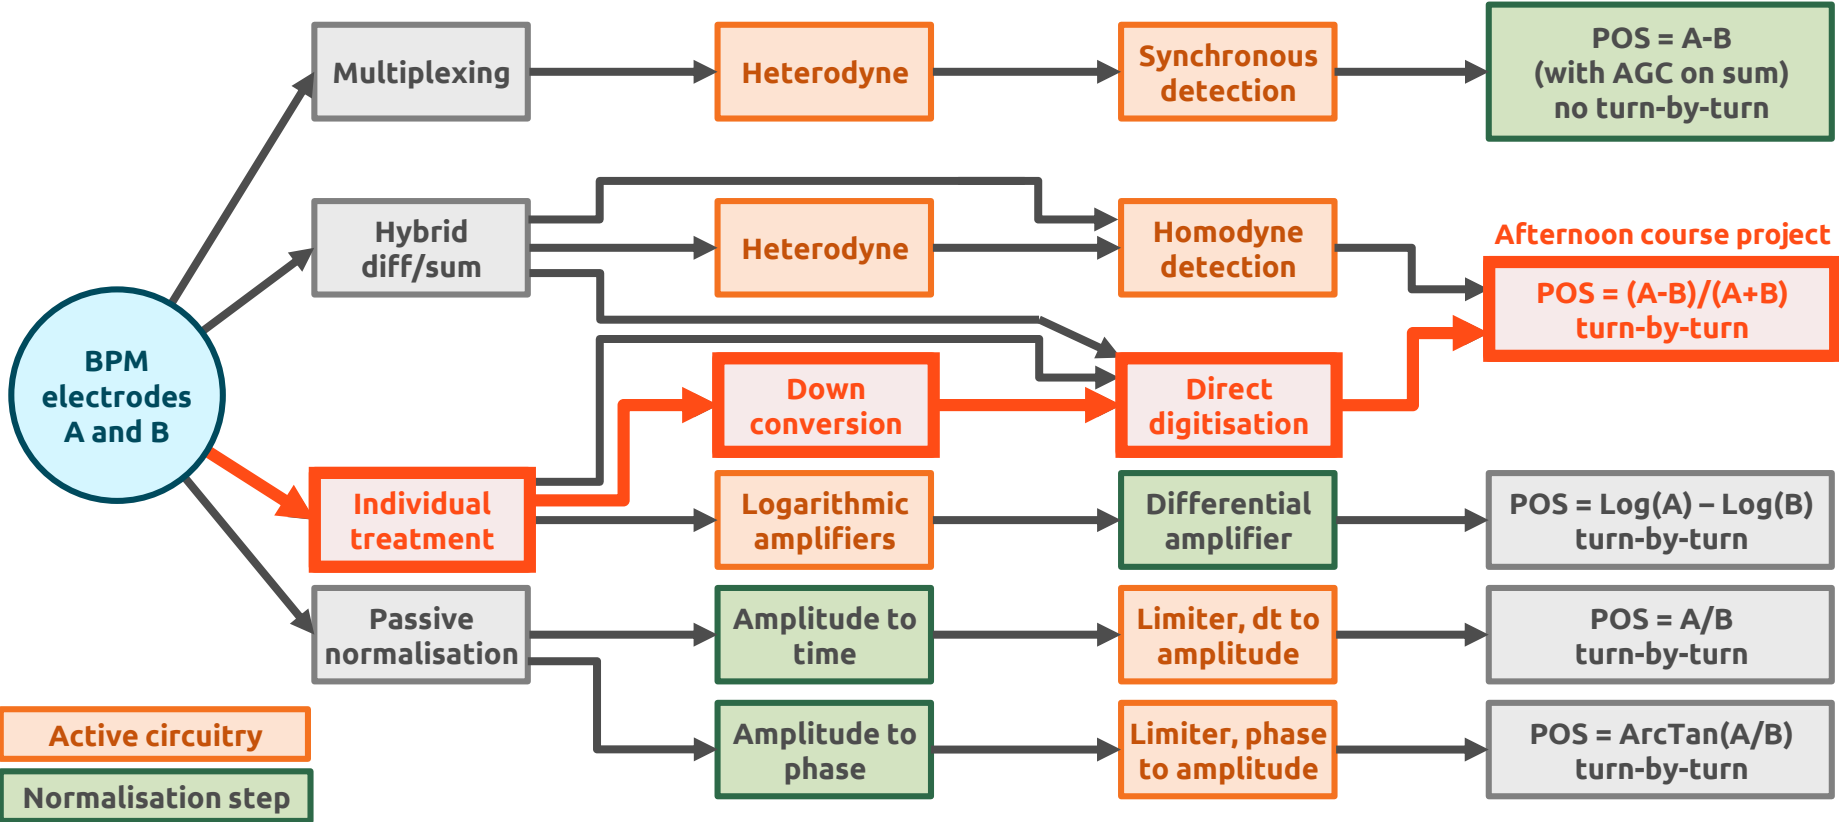 Multiplexing
Heterodyne
Synchronous
detection
POS = A-B
(with AGC on sum)
no turn-by-turn
Hybrid
diff/sum
Heterodyne
Homodyne
detection
Afternoon course project
POS = (A-B)/(A+B)
turn-by-turn
BPM
electrodes
A and B
Down
conversion
Direct
digitisation
Individual
treatment
Logarithmic
amplifiers
Differential
amplifier
POS = Log(A) – Log(B)
turn-by-turn
Passive
normalisation
Amplitude to
time
Limiter, dt to
amplitude
POS = A/B
turn-by-turn
Amplitude to
phase
Limiter, phase
to amplitude
POS = ArcTan(A/B)
turn-by-turn
Active circuitry
Normalisation step